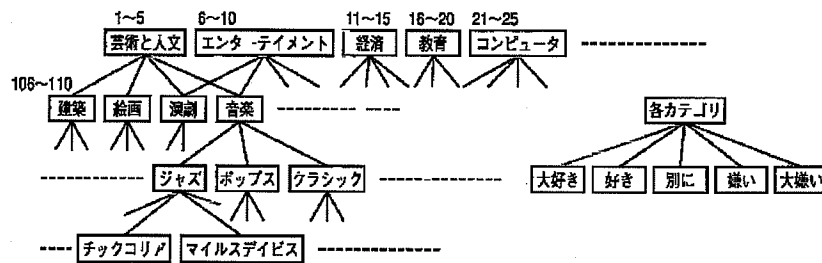 1～5 6～10 11～15 16～20 21～25
芸術と人文 エンターテイメント 経済 教育 コンピュータ
106～110
建築 絵画 演劇 音楽 各カテゴリ
ジャズ ポップス クラシック 大好き 好き 別に 嫌い 大嫌い
チックコリア マイルスデイビス